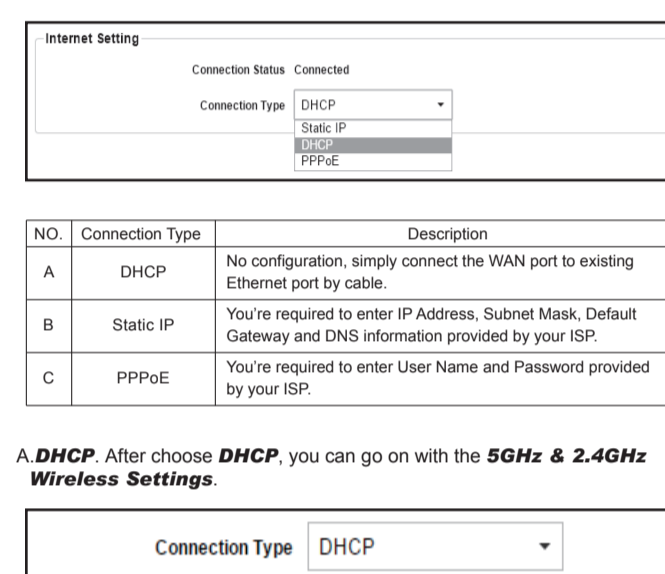 Internet Setting
Connection Status Connected
Connection Type DHCP
Static IP
DHCP
PPPoE
NO. Connection Type Description
A DHCP No configuration, simply connect the WAN port to existing
Ethernet port by cable.
B Static IP You're required to enter IP Address, Subnet Mask, Default
Gateway and DNS information provided by your ISP.
C PPPoE You're required to enter User Name and Password provided
by your ISP.
A.DHCP. After choose DHCP, you can go on with the 5GHz & 2.4GHz
Wireless Settings.
Connection Type DHCP